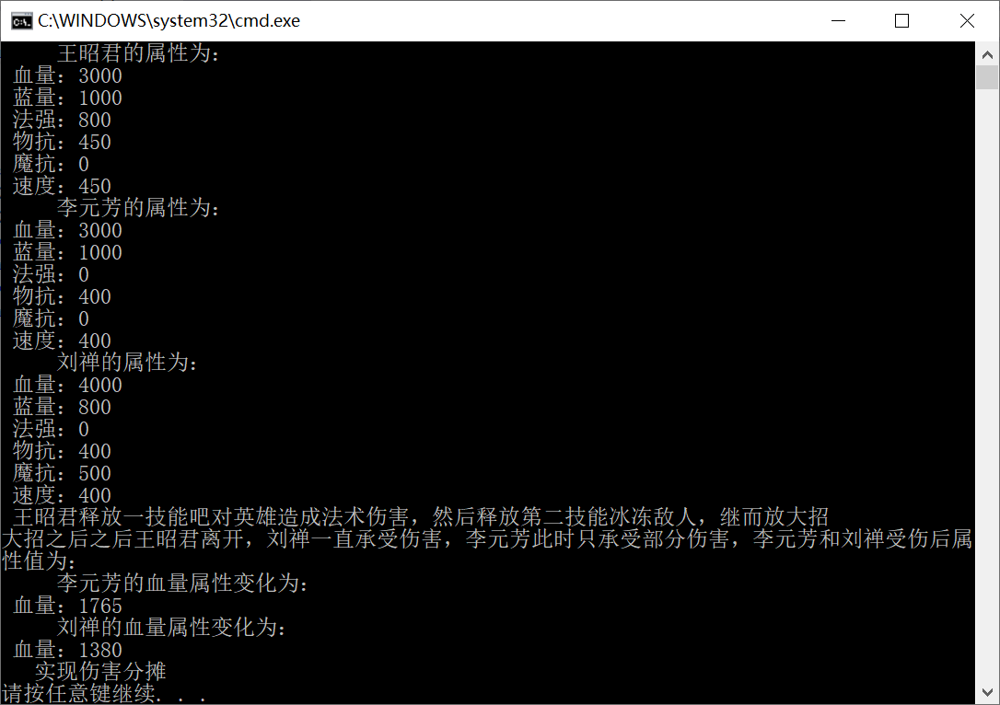 C:\WINDOWS\system32\cmd.exe
王昭君的属性为：
血量：3000
蓝量：1000
法强：800
物抗：450
魔抗：0
速度：450
李元芳的属性为：
血量：3000
蓝量：1000
法强：0
物抗：400
魔抗：0
速度：400
刘禅的属性为：
血量：4000
蓝量：800
法强：0
物抗：400
魔抗：500
速度：400
王昭君释放一技能吧对英雄造成法术伤害，然后释放第二技能冰冻敌人，继而放大招
大招之后之后王昭君离开，刘禅一直承受伤害，李元芳此时只承受部分伤害，李元芳和刘禅受伤后属
性值为：
李元芳的血量属性变化为：
血量：1765
刘禅的血量属性变化为：
血量：1380
实现伤害分摊
请按任意键继续. . .